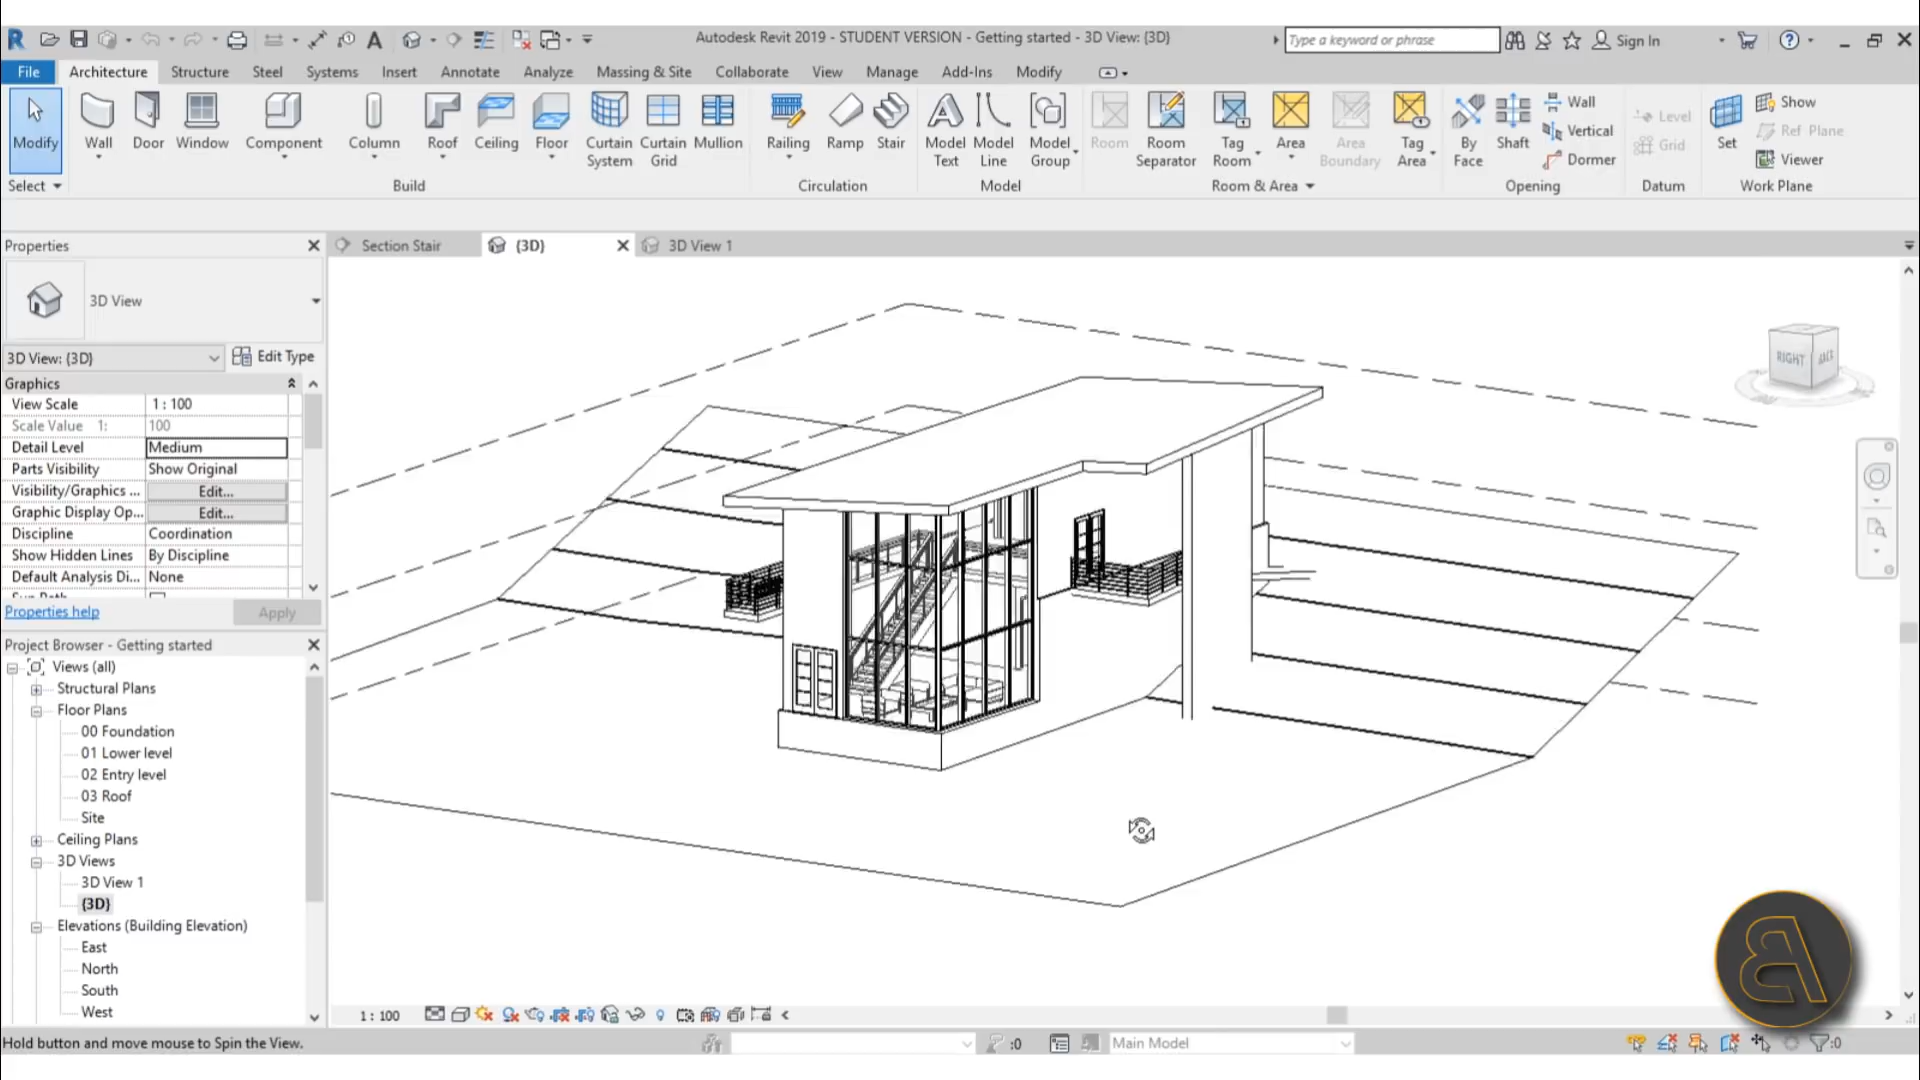 Autodesk Revit 2019 - STUDENT VERSION - Getting started - 3D View: {3D}
Type a keyword or phrase
Sign In
File Architecture Structure Steel Systems Insert Annotate Analyze Massing & Site Collaborate View Manage Add-Ins Modify
Modify
Wall
Door
Window
Component
Column
Roof
Ceiling
Floor
Curtain System
Curtain Grid
Mullion
Railing
Ramp
Stair
Model Text
Model Line
Model Group
Room
Room Separator
Tag Room
Area
Area Boundary
Tag Area
By Face
Shaft
Wall
Vertical
Dormer
Level
Grid
Set
Show
Ref Plane
Viewer
Select
Build
Circulation
Model
Room & Area
Opening
Datum
Work Plane
Properties
Section Stair
{3D}
3D View 1
3D View
3D View: {3D}
Edit Type
Graphics
View Scale 1 : 100
Scale Value 1: 100
Detail Level Medium
Parts Visibility Show Original
Visibility/Graphics ... Edit...
Graphic Display Op... Edit...
Discipline Coordination
Show Hidden Lines By Discipline
Default Analysis Di... None
Properties help
Apply
Project Browser - Getting started
Views (all)
Structural Plans
Floor Plans
00 Foundation
01 Lower level
02 Entry level
03 Roof
Site
Ceiling Plans
3D Views
3D View 1
{3D}
Elevations (Building Elevation)
East
North
South
West
RIGHT
BACK
1 : 100
Hold button and move mouse to Spin the View.
:0
Main Model
:0